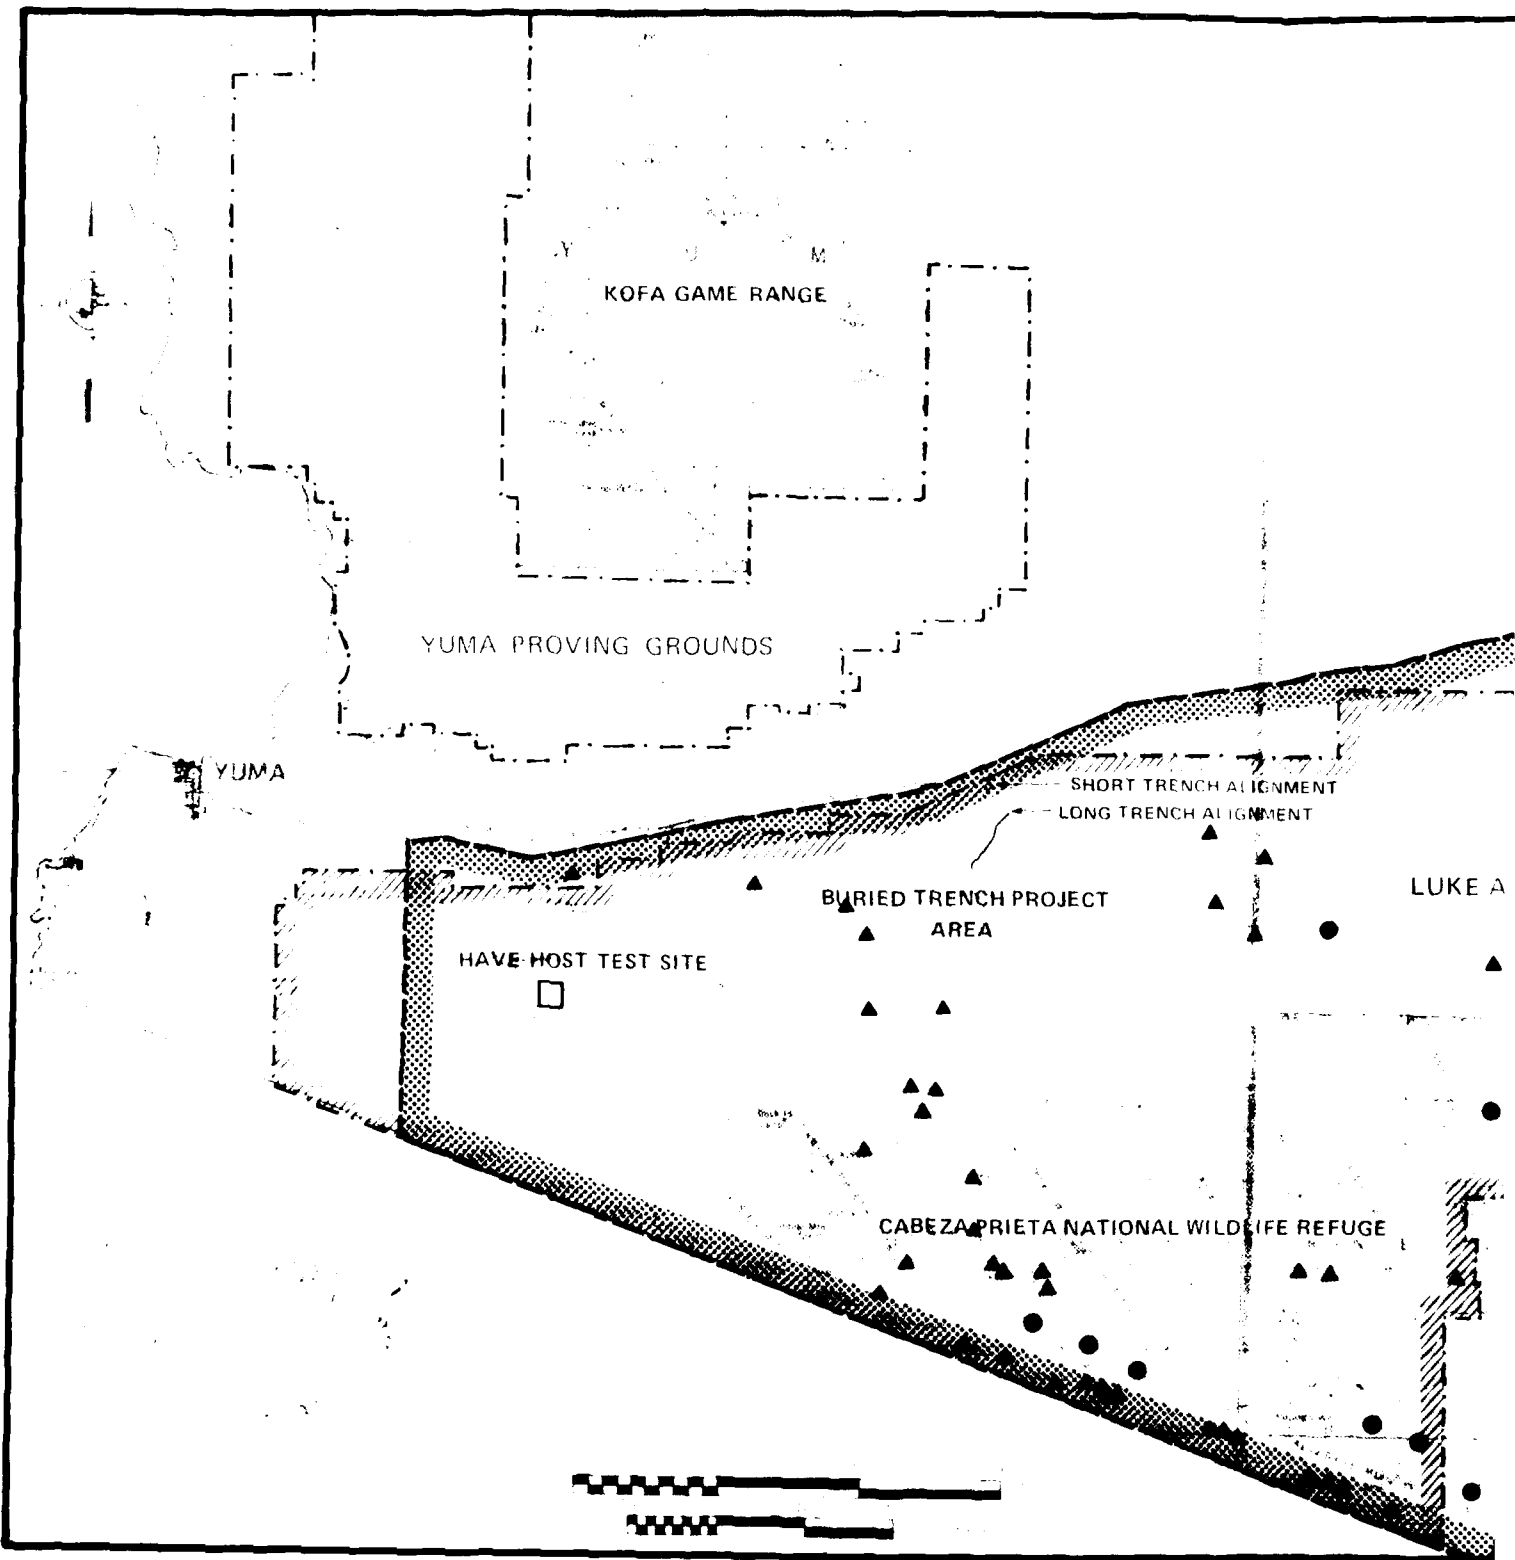 Y U M
KOFA GAME RANGE
YUMA PROVING GROUNDS
YUMA
SHORT TRENCH ALIGNMENT
LONG TRENCH ALIGNMENT
BURIED TRENCH PROJECT
AREA
LUKE A
HAVE HOST TEST SITE
CABEZA PRIETA NATIONAL WILDLIFE REFUGE